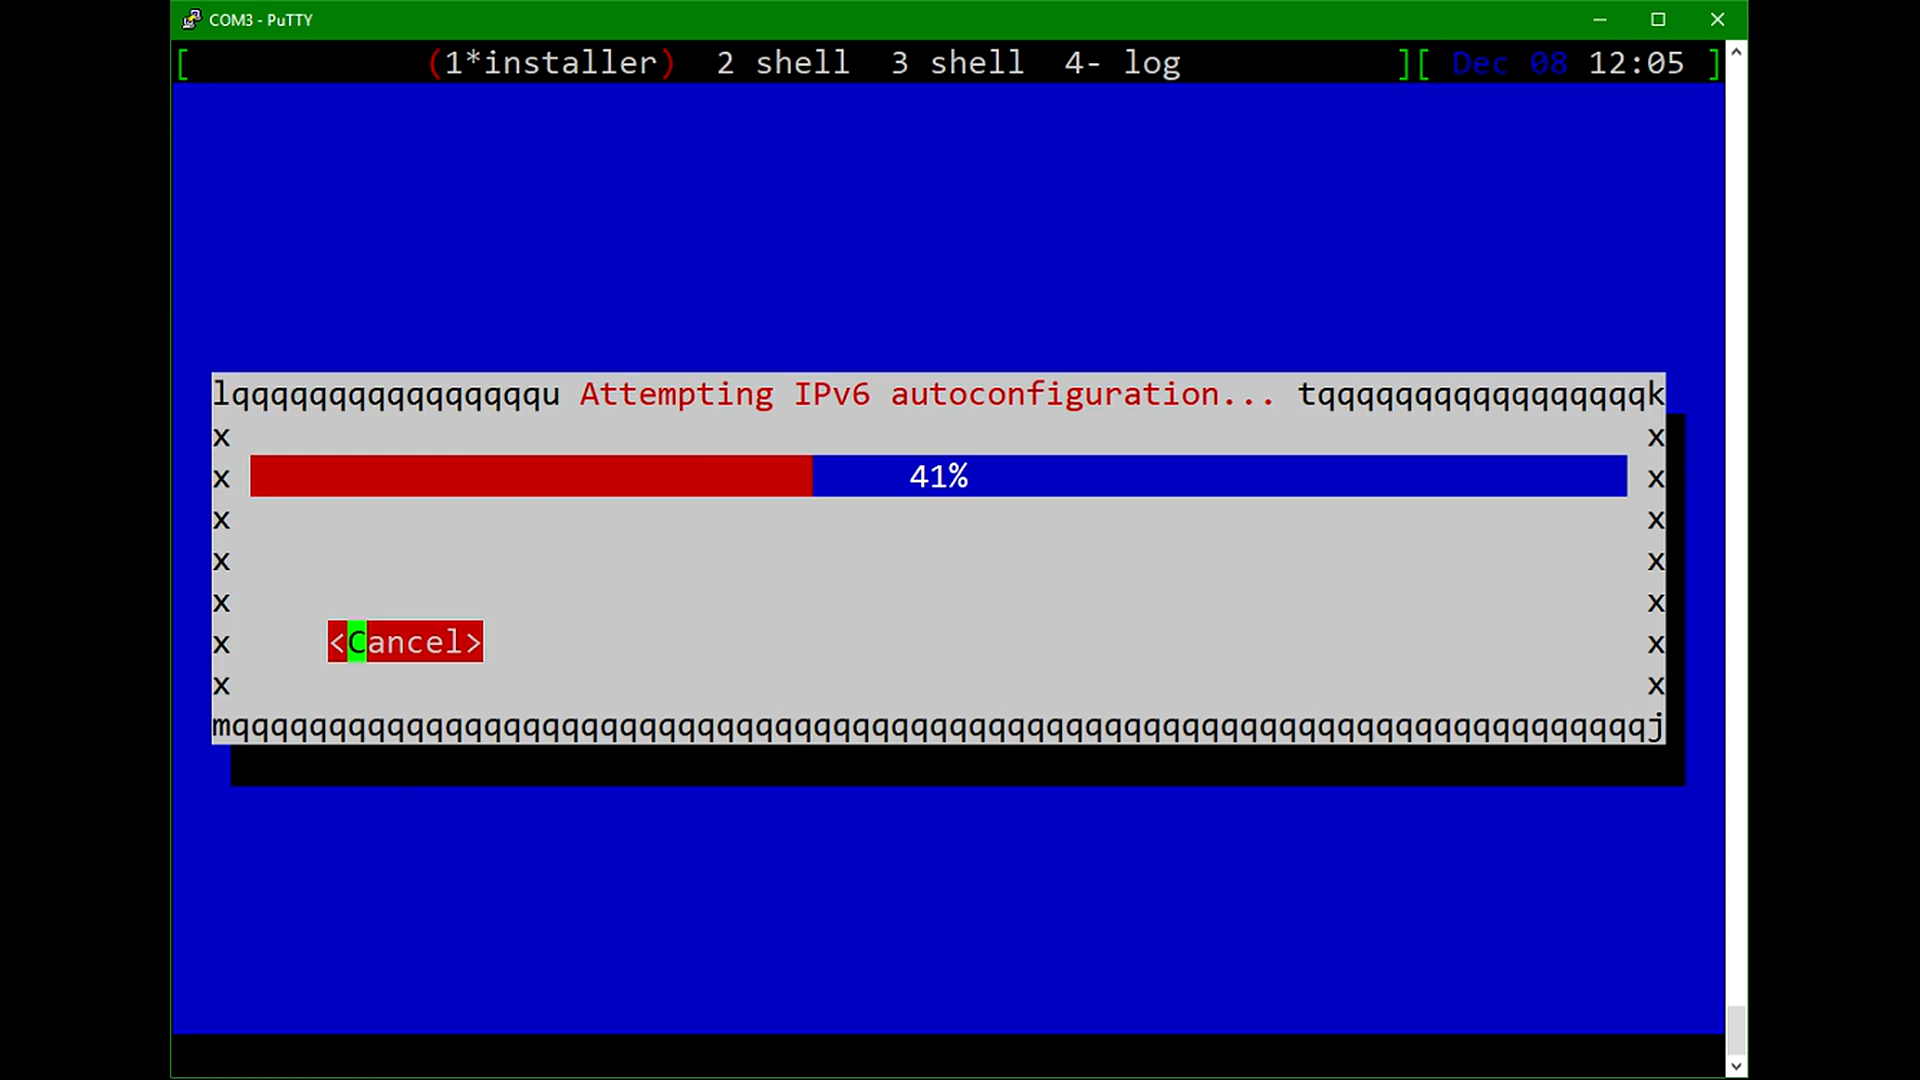 COM3 - PuTTY
[ (1*installer) 2 shell 3 shell 4- log ][ Dec 08 12:05 ]
lqqqqqqqqqqqqqqqqu Attempting IPv6 autoconfiguration... tqqqqqqqqqqqqqqqqqk
x x
x 41% x
x x
x x
x x
x <Cancel> x
x x
mqqqqqqqqqqqqqqqqqqqqqqqqqqqqqqqqqqqqqqqqqqqqqqqqqqqqqqqqqqqqqqqqqqqqqqqqqj